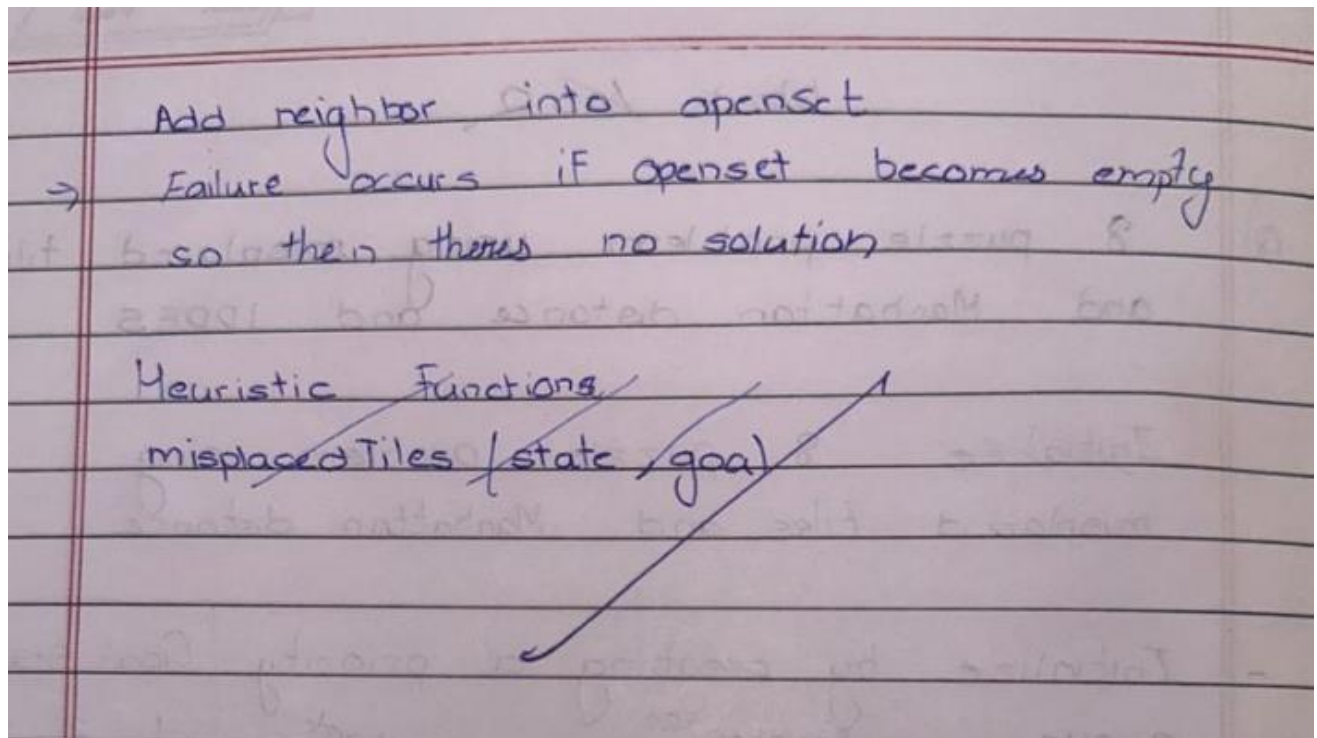 Add neighbor into openset
⇒ Failure occurs if openset becomes empty
so then theres no solution
Heuristic Functions
misplacedTiles (state, goal)